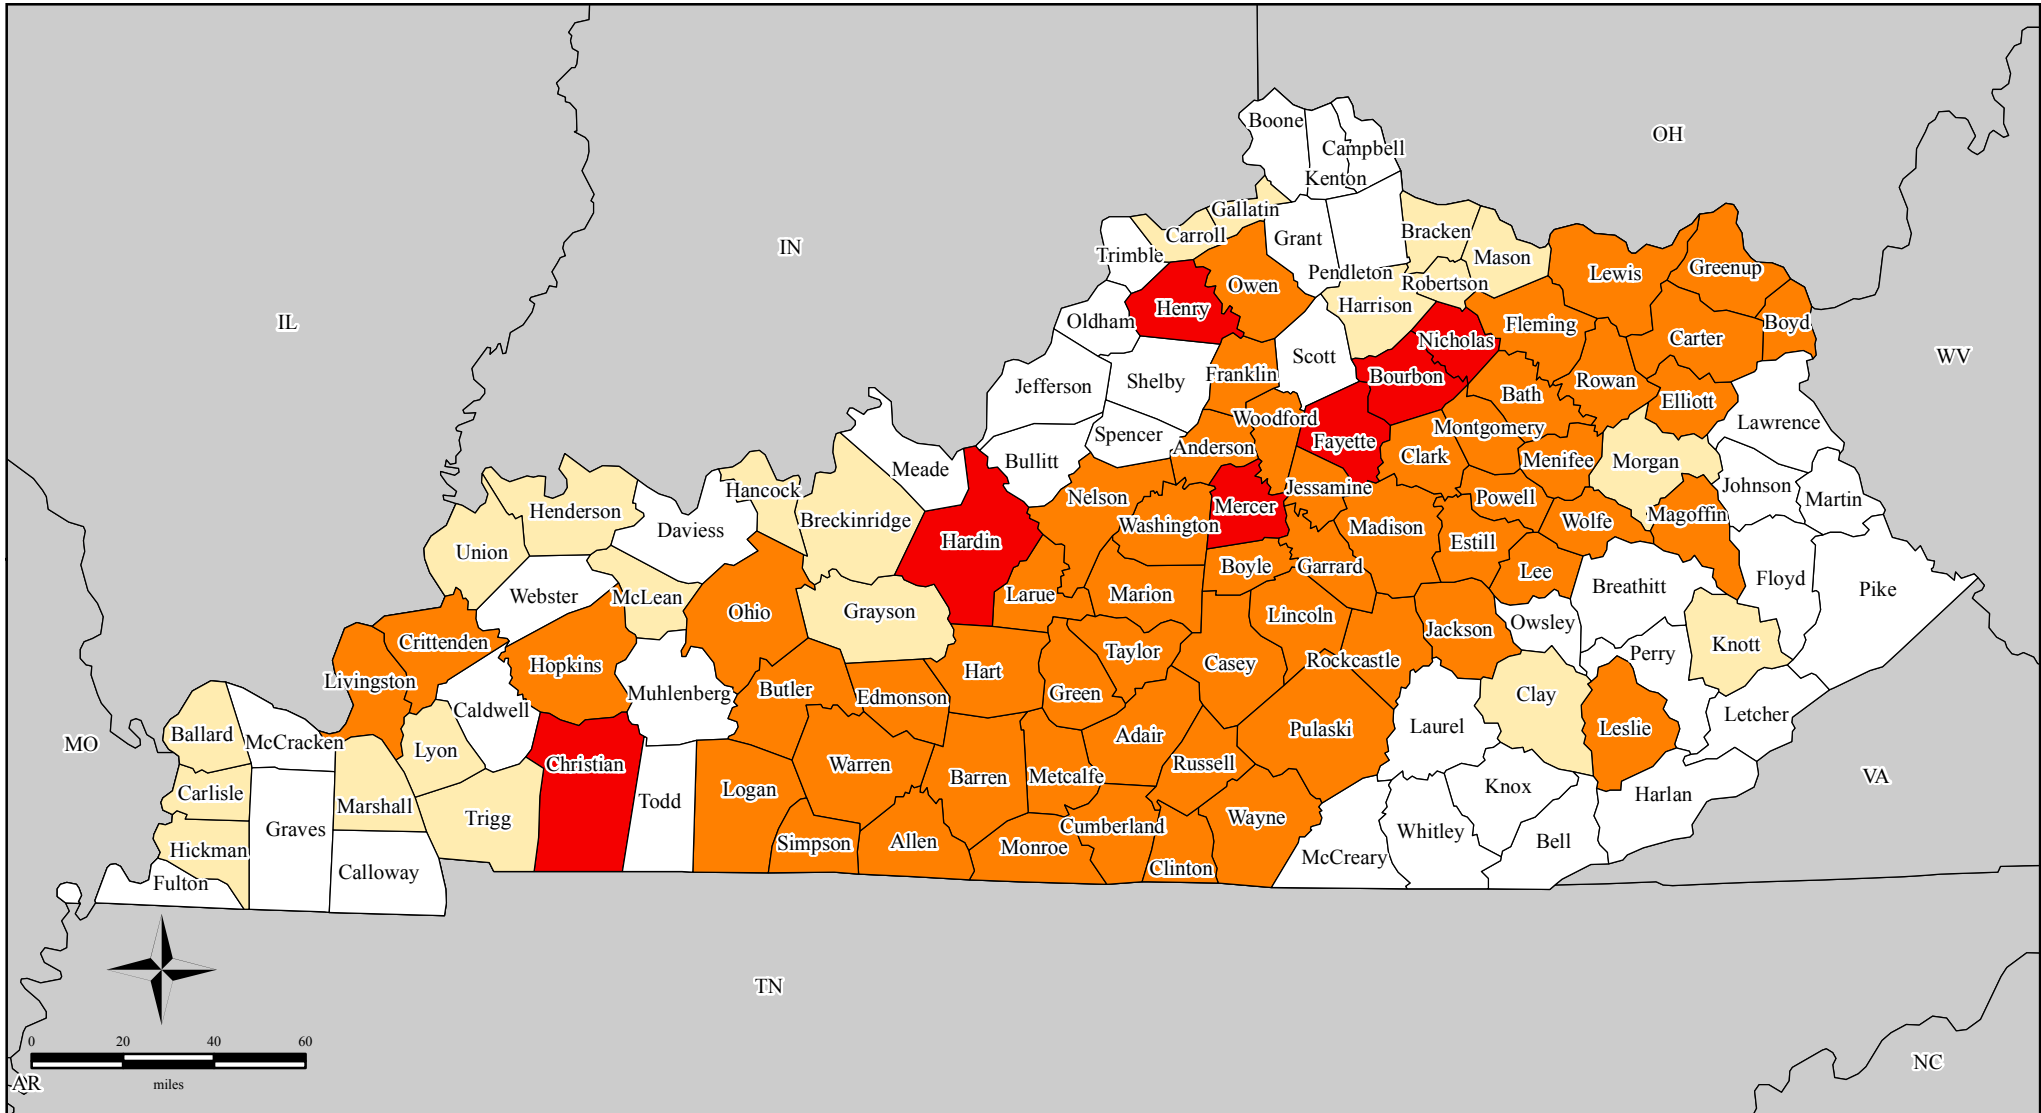 Boone
OH
Campbell
Kenton
Gallatin
Carroll
Grant
Bracken
IN
Trimble
Mason
Pendleton
Lewis
Greenup
Owen
Robertson
Henry
Harrison
IL
Oldham
Fleming
Boyd
Nicholas
Carter
Scott
WV
Jefferson
Shelby
Franklin
Bourbon
Rowan
Bath
Elliott
Woodford
Lawrence
Spencer
Anderson
Fayette
Montgomery
Clark
Menifee
Morgan
Meade
Bullitt
Hancock
Nelson
Jessamine
Powell
Johnson
Martin
Henderson
Breckinridge
Mercer
Washington
Madison
Wolfe
Magoffin
Daviess
Hardin
Estill
Union
Boyle
Garrard
Lee
Floyd
Webster
McLean
Larue
Marion
Breathitt
Pike
Ohio
Grayson
Lincoln
Owsley
Crittenden
Jackson
Hopkins
Hart
Taylor
Casey
Rockcastle
Perry
Knott
Livingston
Muhlenberg
Butler
Edmonson
Green
Clay
Caldwell
Ballard
McCracken
Lyon
Adair
Pulaski
Laurel
Leslie
Letcher
MO
Christian
Warren
Barren
Metcalfe
Russell
VA
Carlisle
Marshall
Todd
Logan
Knox
Harlan
Graves
Trigg
Cumberland
Wayne
Hickman
Simpson
Allen
Monroe
Whitley
Bell
Fulton
Calloway
Clinton
McCreary
TN
0 20 40 60
miles
AR
NC